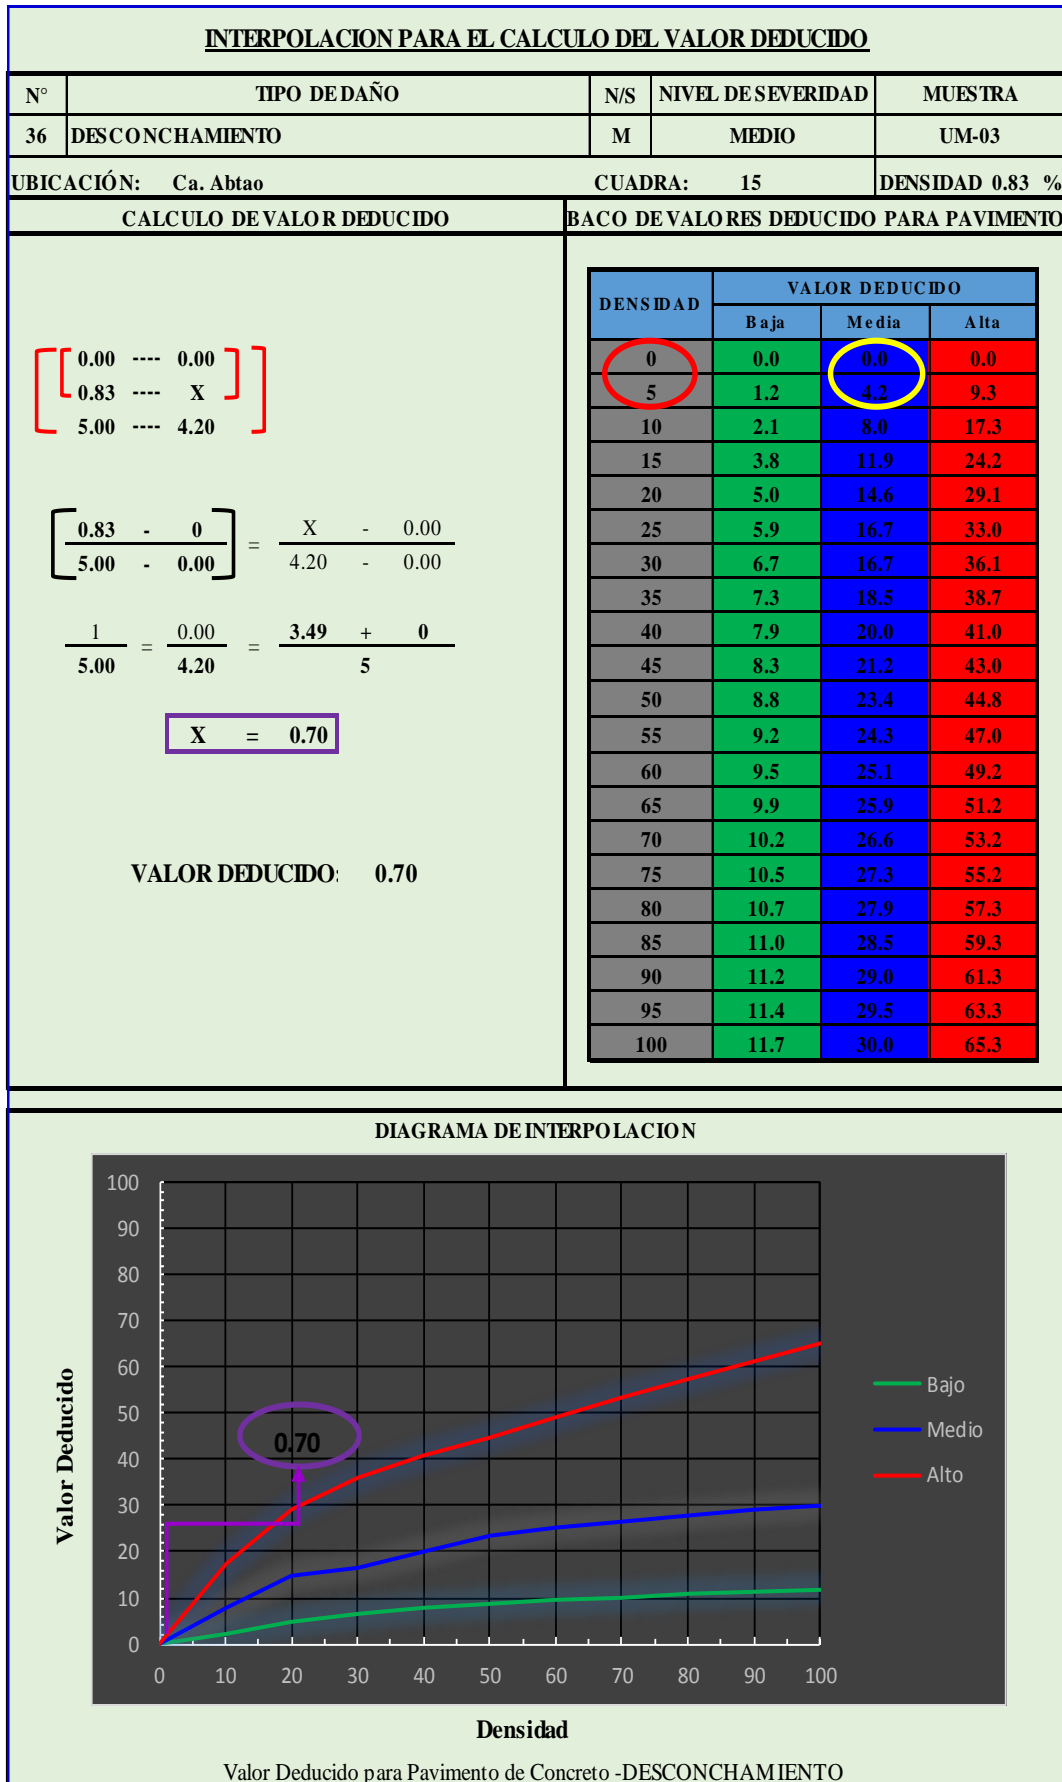 INTERPOLACION PARA EL CALCULO DEL VALOR DEDUCIDO
N° TIPO DE DAÑO N/S NIVEL DE SEVERIDAD MUESTRA
36 DESCONCHAMIENTO M MEDIO UM-03
UBICACIÓN: Ca. Abtao CUADRA: 15 DENSIDAD 0.83 %
CALCULO DE VALOR DEDUCIDO BACO DE VALORES DEDUCIDO PARA PAVIMENTO
DENSIDAD VALOR DEDUCIDO
Baja Media Alta
0 0.0 0.0 0.0
5 1.2 4.2 9.3
10 2.1 8.0 17.3
15 3.8 11.9 24.2
20 5.0 14.6 29.1
25 5.9 16.7 33.0
30 6.7 16.7 36.1
35 7.3 18.5 38.7
40 7.9 20.0 41.0
45 8.3 21.2 43.0
50 8.8 23.4 44.8
55 9.2 24.3 47.0
60 9.5 25.1 49.2
65 9.9 25.9 51.2
70 10.2 26.6 53.2
75 10.5 27.3 55.2
80 10.7 27.9 57.3
85 11.0 28.5 59.3
90 11.2 29.0 61.3
95 11.4 29.5 63.3
100 11.7 30.0 65.3
0.00 ---- 0.00
0.83 ---- X
5.00 ---- 4.20
0.83 - 0 = X - 0.00
5.00 - 0.00 4.20 - 0.00
1 = 0.00 = 3.49 + 0
5.00 4.20 5
X = 0.70
VALOR DEDUCIDO: 0.70
DIAGRAMA DE INTERPOLACION
100
90
80
70
60
50
40
30
20
10
0
Valor Deducido
0.70
Bajo
Medio
Alto
0 10 20 30 40 50 60 70 80 90 100
Densidad
Valor Deducido para Pavimento de Concreto -DESCONCHAMIENTO